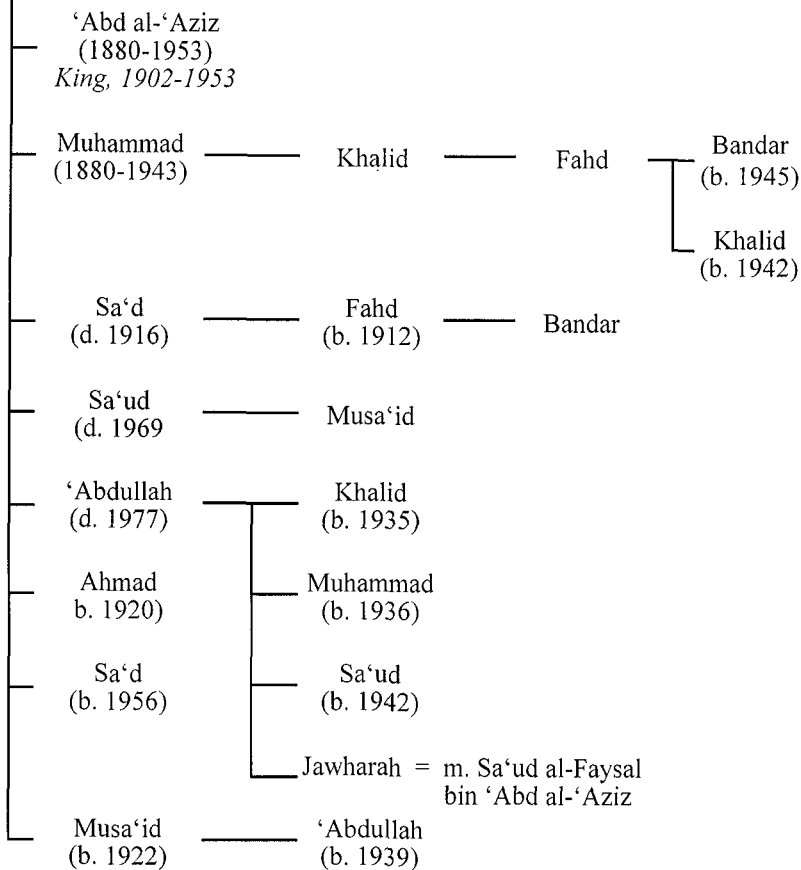 ‘Abd al-‘Aziz
(1880-1953)
King, 1902-1953
Muhammad
(1880-1943)
Khalid
Fahd
Bandar
(b. 1945)
Khalid
(b. 1942)
Sa‘d
(d. 1916)
Fahd
(b. 1912)
Bandar
Sa‘ud
(d. 1969
Musa‘id
‘Abdullah
(d. 1977)
Khalid
(b. 1935)
Ahmad
b. 1920)
Muhammad
(b. 1936)
Sa‘d
(b. 1956)
Sa‘ud
(b. 1942)
Jawharah = m. Sa‘ud al-Faysal
bin ‘Abd al-‘Aziz
Musa‘id
(b. 1922)
‘Abdullah
(b. 1939)